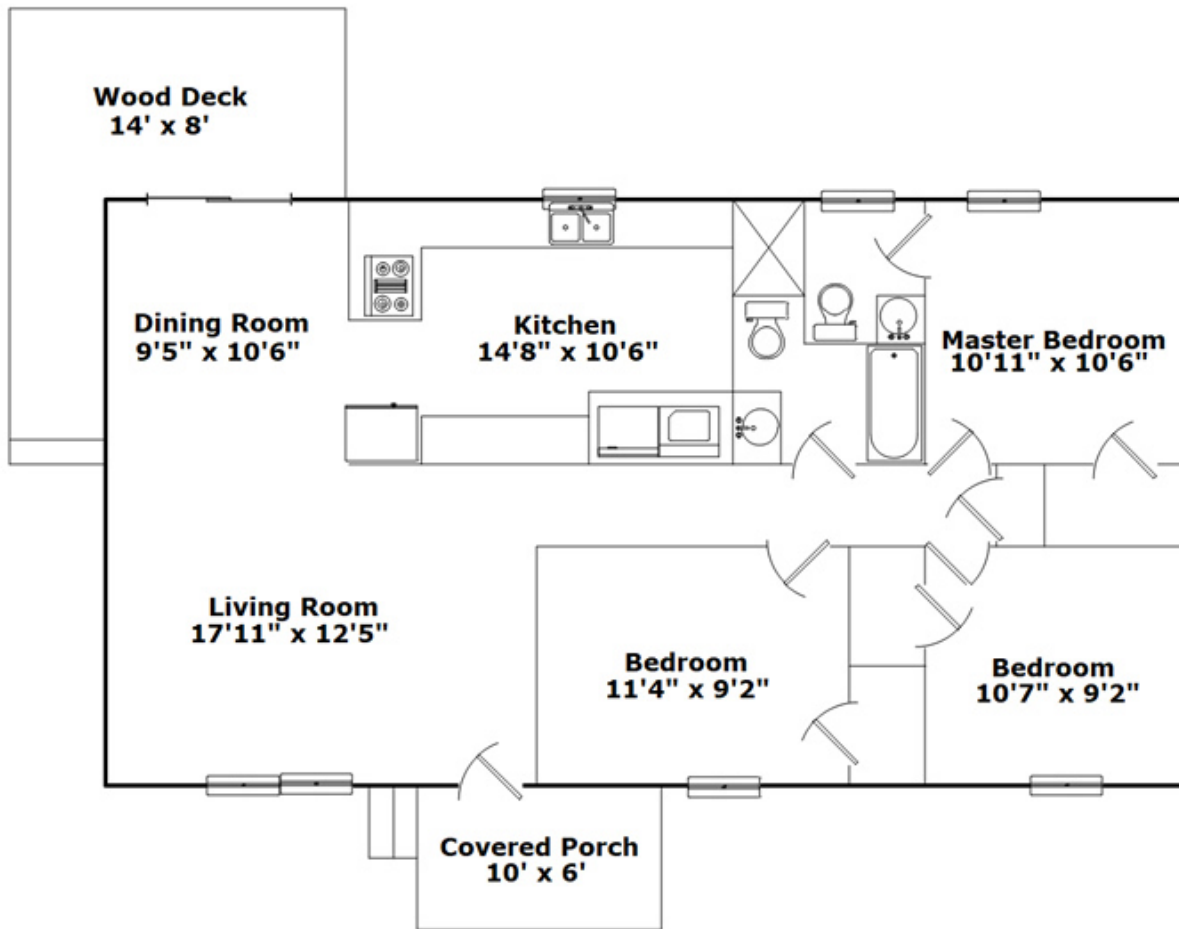 Wood Deck
14' x 8'
Dining Room
9'5" x 10'6"
Kitchen
14'8" x 10'6"
Master Bedroom
10'11" x 10'6"
Living Room
17'11" x 12'5"
Bedroom
11'4" x 9'2"
Bedroom
10'7" x 9'2"
Covered Porch
10' x 6'